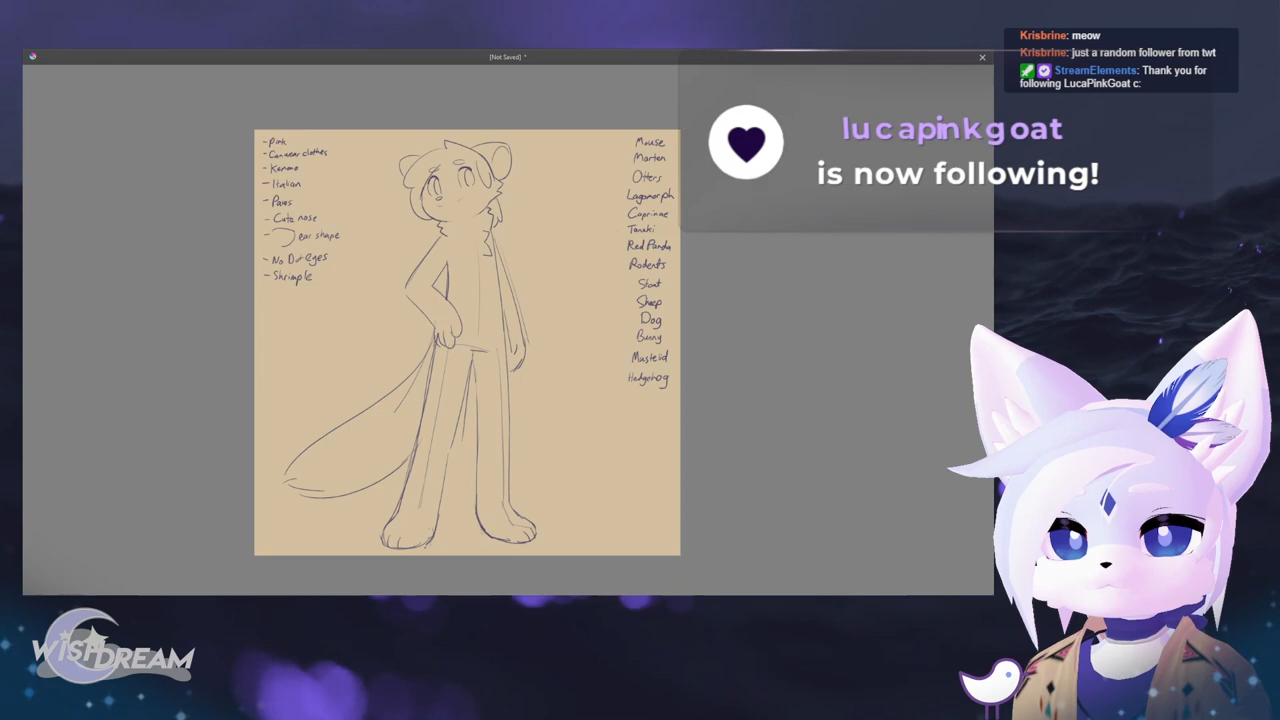 [Not Saved] *
Krisbrine: meow
Krisbrine: just a random follower from twt
StreamElements: Thank you for
following LucaPinkGoat c:
lucapinkgoat
is now following!
- Pink
- Can wear clothes
- Kemono
- Italian
- Paws
- Cute nose
- ear shape
- No Dot eyes
- Shrimple
Mouse
Marten
Otters
Lagomorph
Caprinae
Tanuki
Red Panda
Rodents
Stoat
Sheep
Dog
Bunny
Mustelid
Hedgehog
WISHDREAM